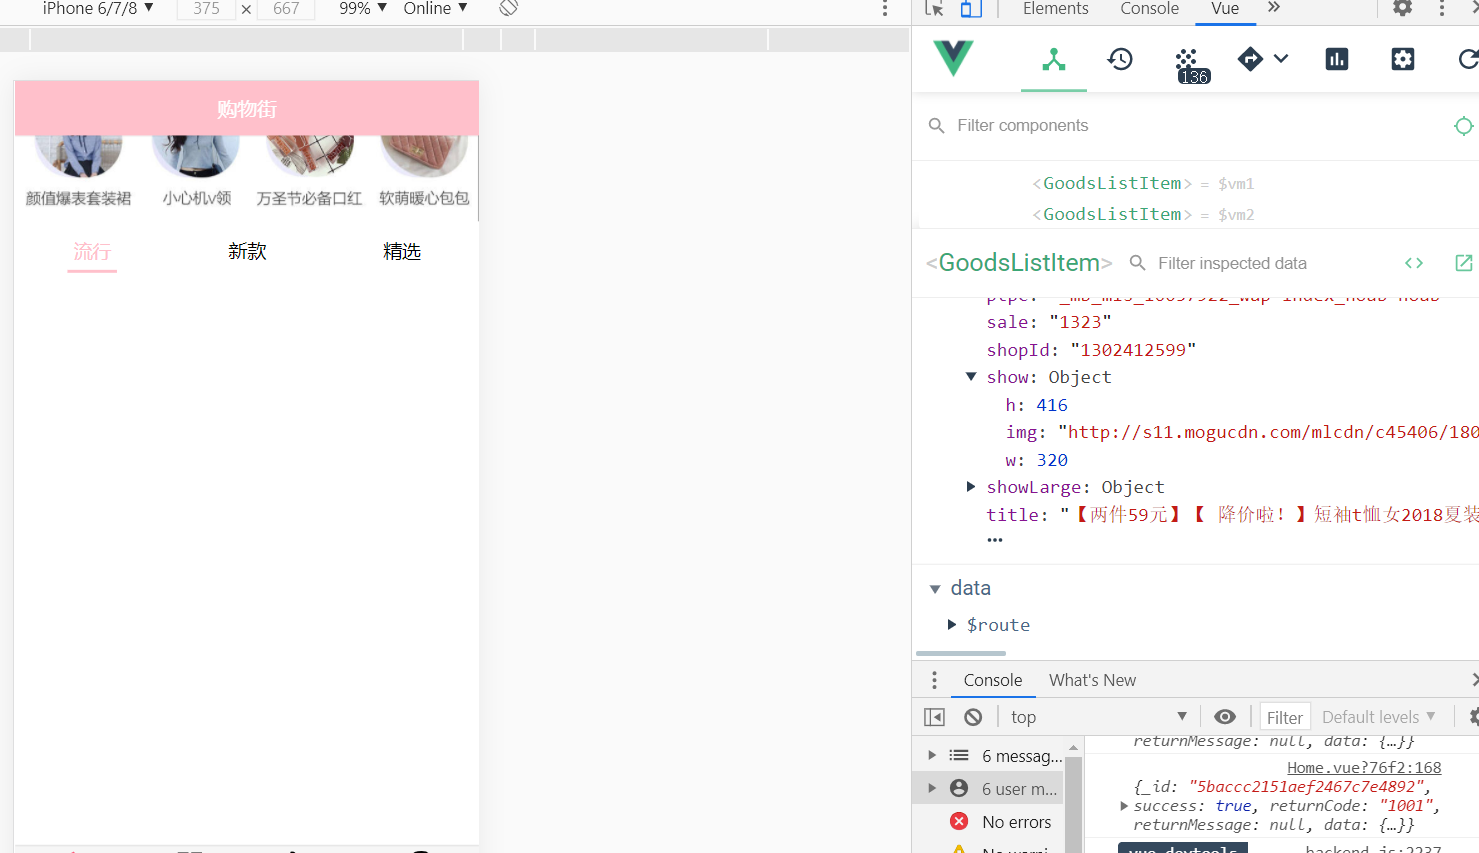 iPhone 6/7/8 ▼ 375 × 667 99% ▼ Online ▼
购物街
颜值爆表套装裙 小心机v领 万圣节必备口红 软萌暖心包包
流行 新款 精选
Elements Console Vue »
136
Filter components
<GoodsListItem> = $vm1
<GoodsListItem> = $vm2
<GoodsListItem> Filter inspected data
sale: "1323"
shopId: "1302412599"
▼ show: Object
h: 416
img: "http://s11.mogucdn.com/mlcdn/c45406/180
w: 320
▶ showLarge: Object
title: "【两件59元】【 降价啦！】短袖t恤女2018夏装
…
▼ data
▶ $route
Console What's New
top ▼ Filter Default levels ▼
▶ 6 messag...
▶ 6 user m...
No errors
returnMessage: null, data: {…}}
Home.vue?76f2:168
{_id: "5baccc2151aef2467c7e4892",
▶ success: true, returnCode: "1001",
returnMessage: null, data: {…}}
backend.js:2237